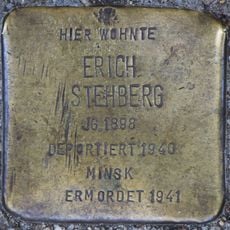 HIER WOHNTE
ERICH
STEHBERG
JG. 1898
DEPORTIERT 1940
MINSK
ERMORDET 1941